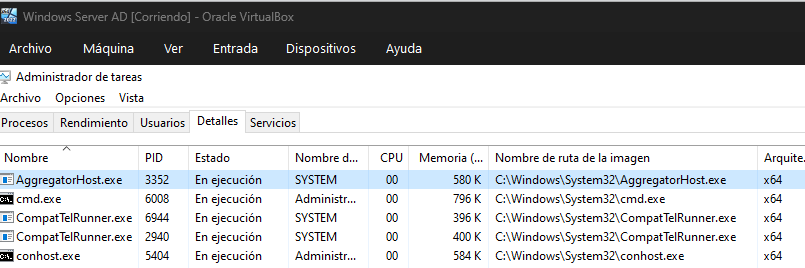 Windows Server AD [Corriendo] - Oracle VirtualBox
Archivo Máquina Ver Entrada Dispositivos Ayuda
Administrador de tareas
Archivo Opciones Vista
Procesos Rendimiento Usuarios Detalles Servicios
Nombre PID Estado Nombre d... CPU Memoria (... Nombre de ruta de la imagen Arquite...
AggregatorHost.exe 3352 En ejecución SYSTEM 00 580 K C:\Windows\System32\AggregatorHost.exe x64
cmd.exe 6008 En ejecución Administr... 00 796 K C:\Windows\System32\cmd.exe x64
CompatTelRunner.exe 6944 En ejecución SYSTEM 00 396 K C:\Windows\System32\CompatTelRunner.exe x64
CompatTelRunner.exe 2940 En ejecución SYSTEM 00 400 K C:\Windows\System32\CompatTelRunner.exe x64
conhost.exe 5404 En ejecución Administr... 00 584 K C:\Windows\System32\conhost.exe x64